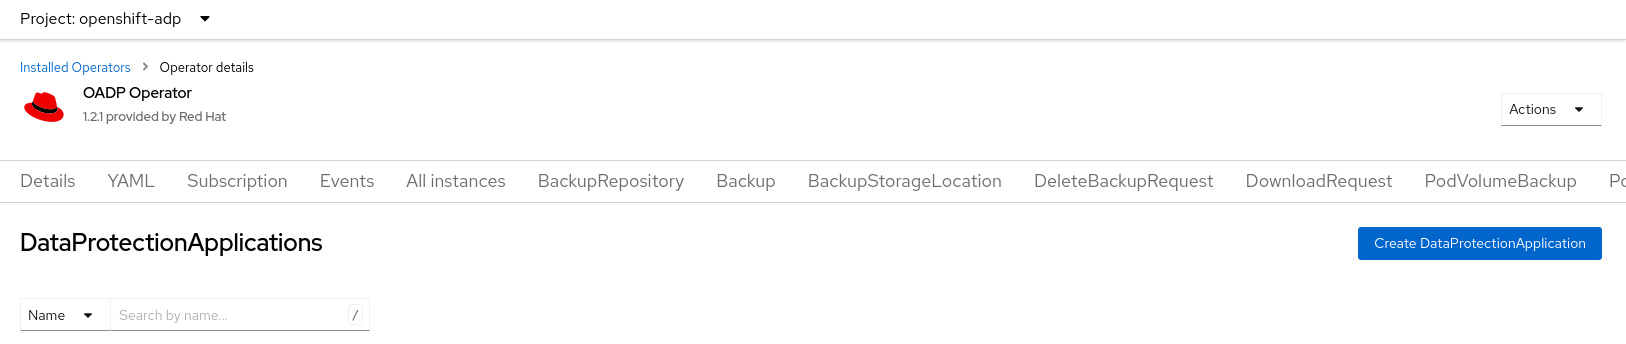 Project: openshift-adp
Installed Operators > Operator details
OADP Operator
1.2.1 provided by Red Hat
Actions
Details YAML Subscription Events All instances BackupRepository Backup BackupStorageLocation DeleteBackupRequest DownloadRequest PodVolumeBackup
DataProtectionApplications
Create DataProtectionApplication
Name Search by name... /